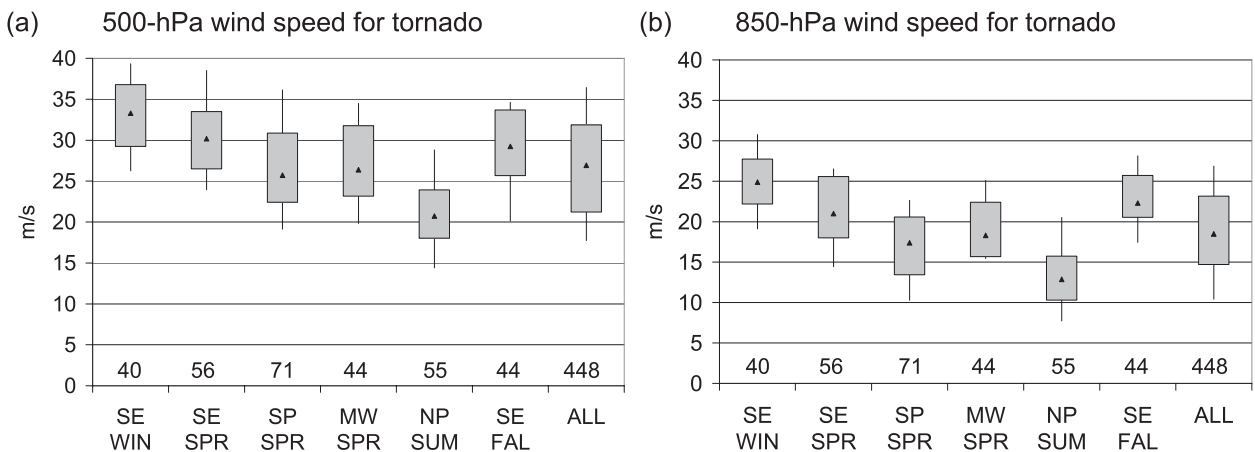 (a) 500-hPa wind speed for tornado
40
35
30
25
20
15
10
5
0
m/s
40 56 71 44 55 44 448
SE SE SP MW NP SE ALL
WIN SPR SPR SPR SUM FAL
(b) 850-hPa wind speed for tornado
40
35
30
25
20
15
10
5
0
m/s
40 56 71 44 55 44 448
SE SE SP MW NP SE ALL
WIN SPR SPR SPR SUM FAL